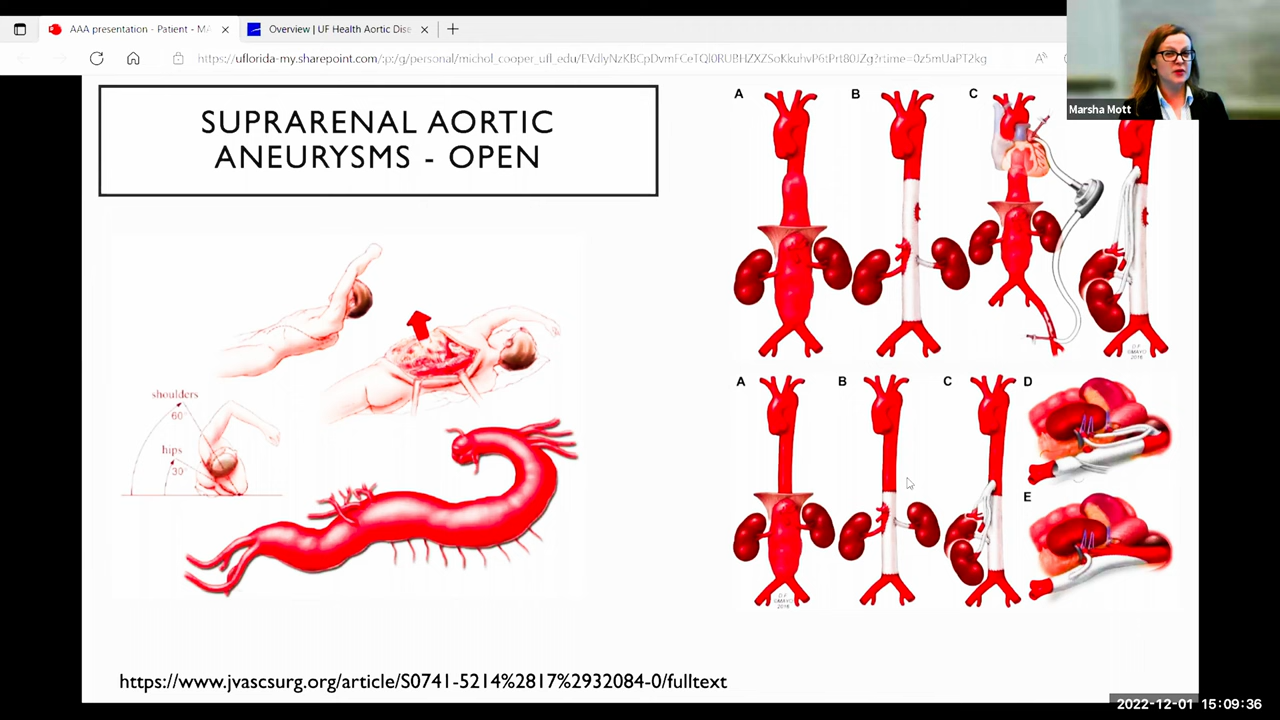 AAA presentation - Patient - MA
Overview | UF Health Aortic Dise
Marsha Mott
SUPRARENAL AORTIC
ANEURYSMS - OPEN
A B C
shoulders
60°
hips
30°
A B C D
E
https://www.jvascsurg.org/article/S0741-5214%2817%2932084-0/fulltext
2022-12-01 15:09:36